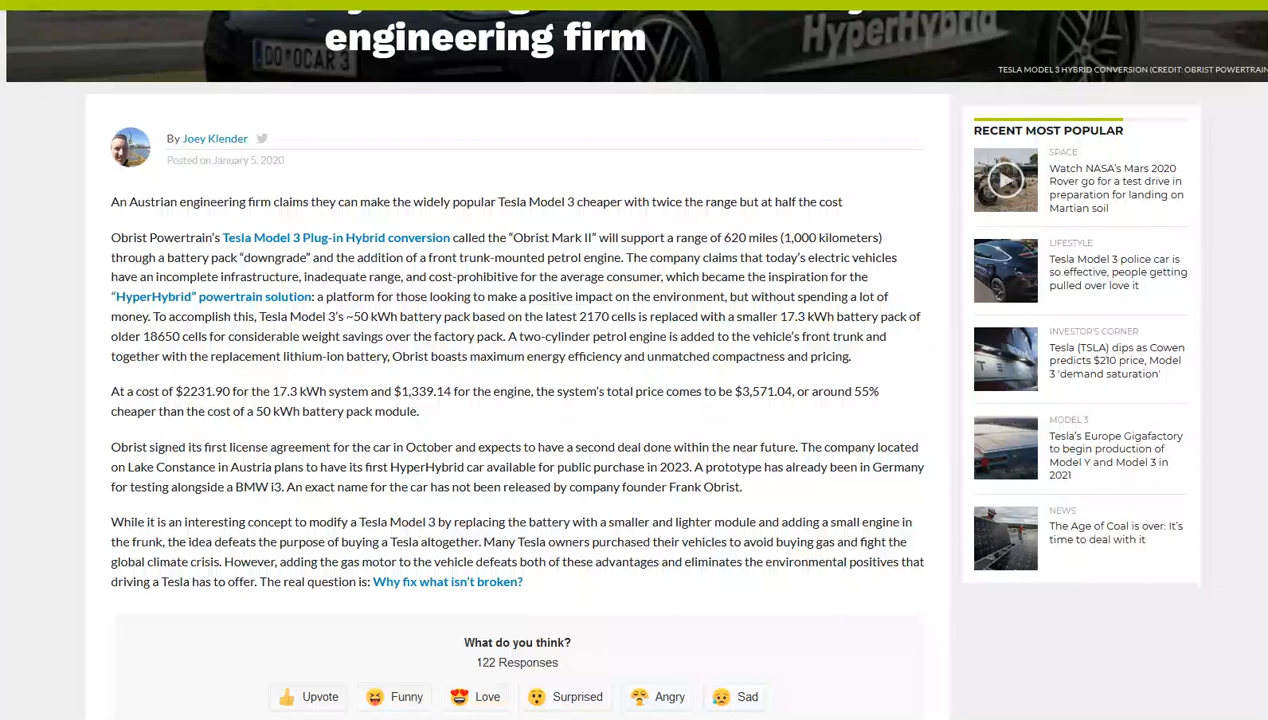 engineering firm
DO OCAR 3
HyperHybrid
TESLA MODEL 3 HYBRID CONVERSION (CREDIT: OBRIST POWERTRAIN
By Joey Klender
Posted on January 5, 2020
An Austrian engineering firm claims they can make the widely popular Tesla Model 3 cheaper with twice the range but at half the cost
Obrist Powertrain's Tesla Model 3 Plug-in Hybrid conversion called the “Obrist Mark II” will support a range of 620 miles (1,000 kilometers)
through a battery pack “downgrade” and the addition of a front trunk-mounted petrol engine. The company claims that today's electric vehicles
have an incomplete infrastructure, inadequate range, and cost-prohibitive for the average consumer, which became the inspiration for the
“HyperHybrid” powertrain solution: a platform for those looking to make a positive impact on the environment, but without spending a lot of
money. To accomplish this, Tesla Model 3's ~50 kWh battery pack based on the latest 2170 cells is replaced with a smaller 17.3 kWh battery pack of
older 18650 cells for considerable weight savings over the factory pack. A two-cylinder petrol engine is added to the vehicle's front trunk and
together with the replacement lithium-ion battery, Obrist boasts maximum energy efficiency and unmatched compactness and pricing.
At a cost of $2231.90 for the 17.3 kWh system and $1,339.14 for the engine, the system's total price comes to be $3,571.04, or around 55%
cheaper than the cost of a 50 kWh battery pack module.
Obrist signed its first license agreement for the car in October and expects to have a second deal done within the near future. The company located
on Lake Constance in Austria plans to have its first HyperHybrid car available for public purchase in 2023. A prototype has already been in Germany
for testing alongside a BMW i3. An exact name for the car has not been released by company founder Frank Obrist.
While it is an interesting concept to modify a Tesla Model 3 by replacing the battery with a smaller and lighter module and adding a small engine in
the frunk, the idea defeats the purpose of buying a Tesla altogether. Many Tesla owners purchased their vehicles to avoid buying gas and fight the
global climate crisis. However, adding the gas motor to the vehicle defeats both of these advantages and eliminates the environmental positives that
driving a Tesla has to offer. The real question is: Why fix what isn't broken?
What do you think?
122 Responses
Upvote
Funny
Love
Surprised
Angry
Sad
RECENT MOST POPULAR
SPACE
Watch NASA's Mars 2020
Rover go for a test drive in
preparation for landing on
Martian soil
LIFESTYLE
Tesla Model 3 police car is
so effective, people getting
pulled over love it
INVESTOR'S CORNER
Tesla (TSLA) dips as Cowen
predicts $210 price, Model
3 'demand saturation'
MODEL 3
Tesla's Europe Gigafactory
to begin production of
Model Y and Model 3 in
2021
NEWS
The Age of Coal is over: It's
time to deal with it